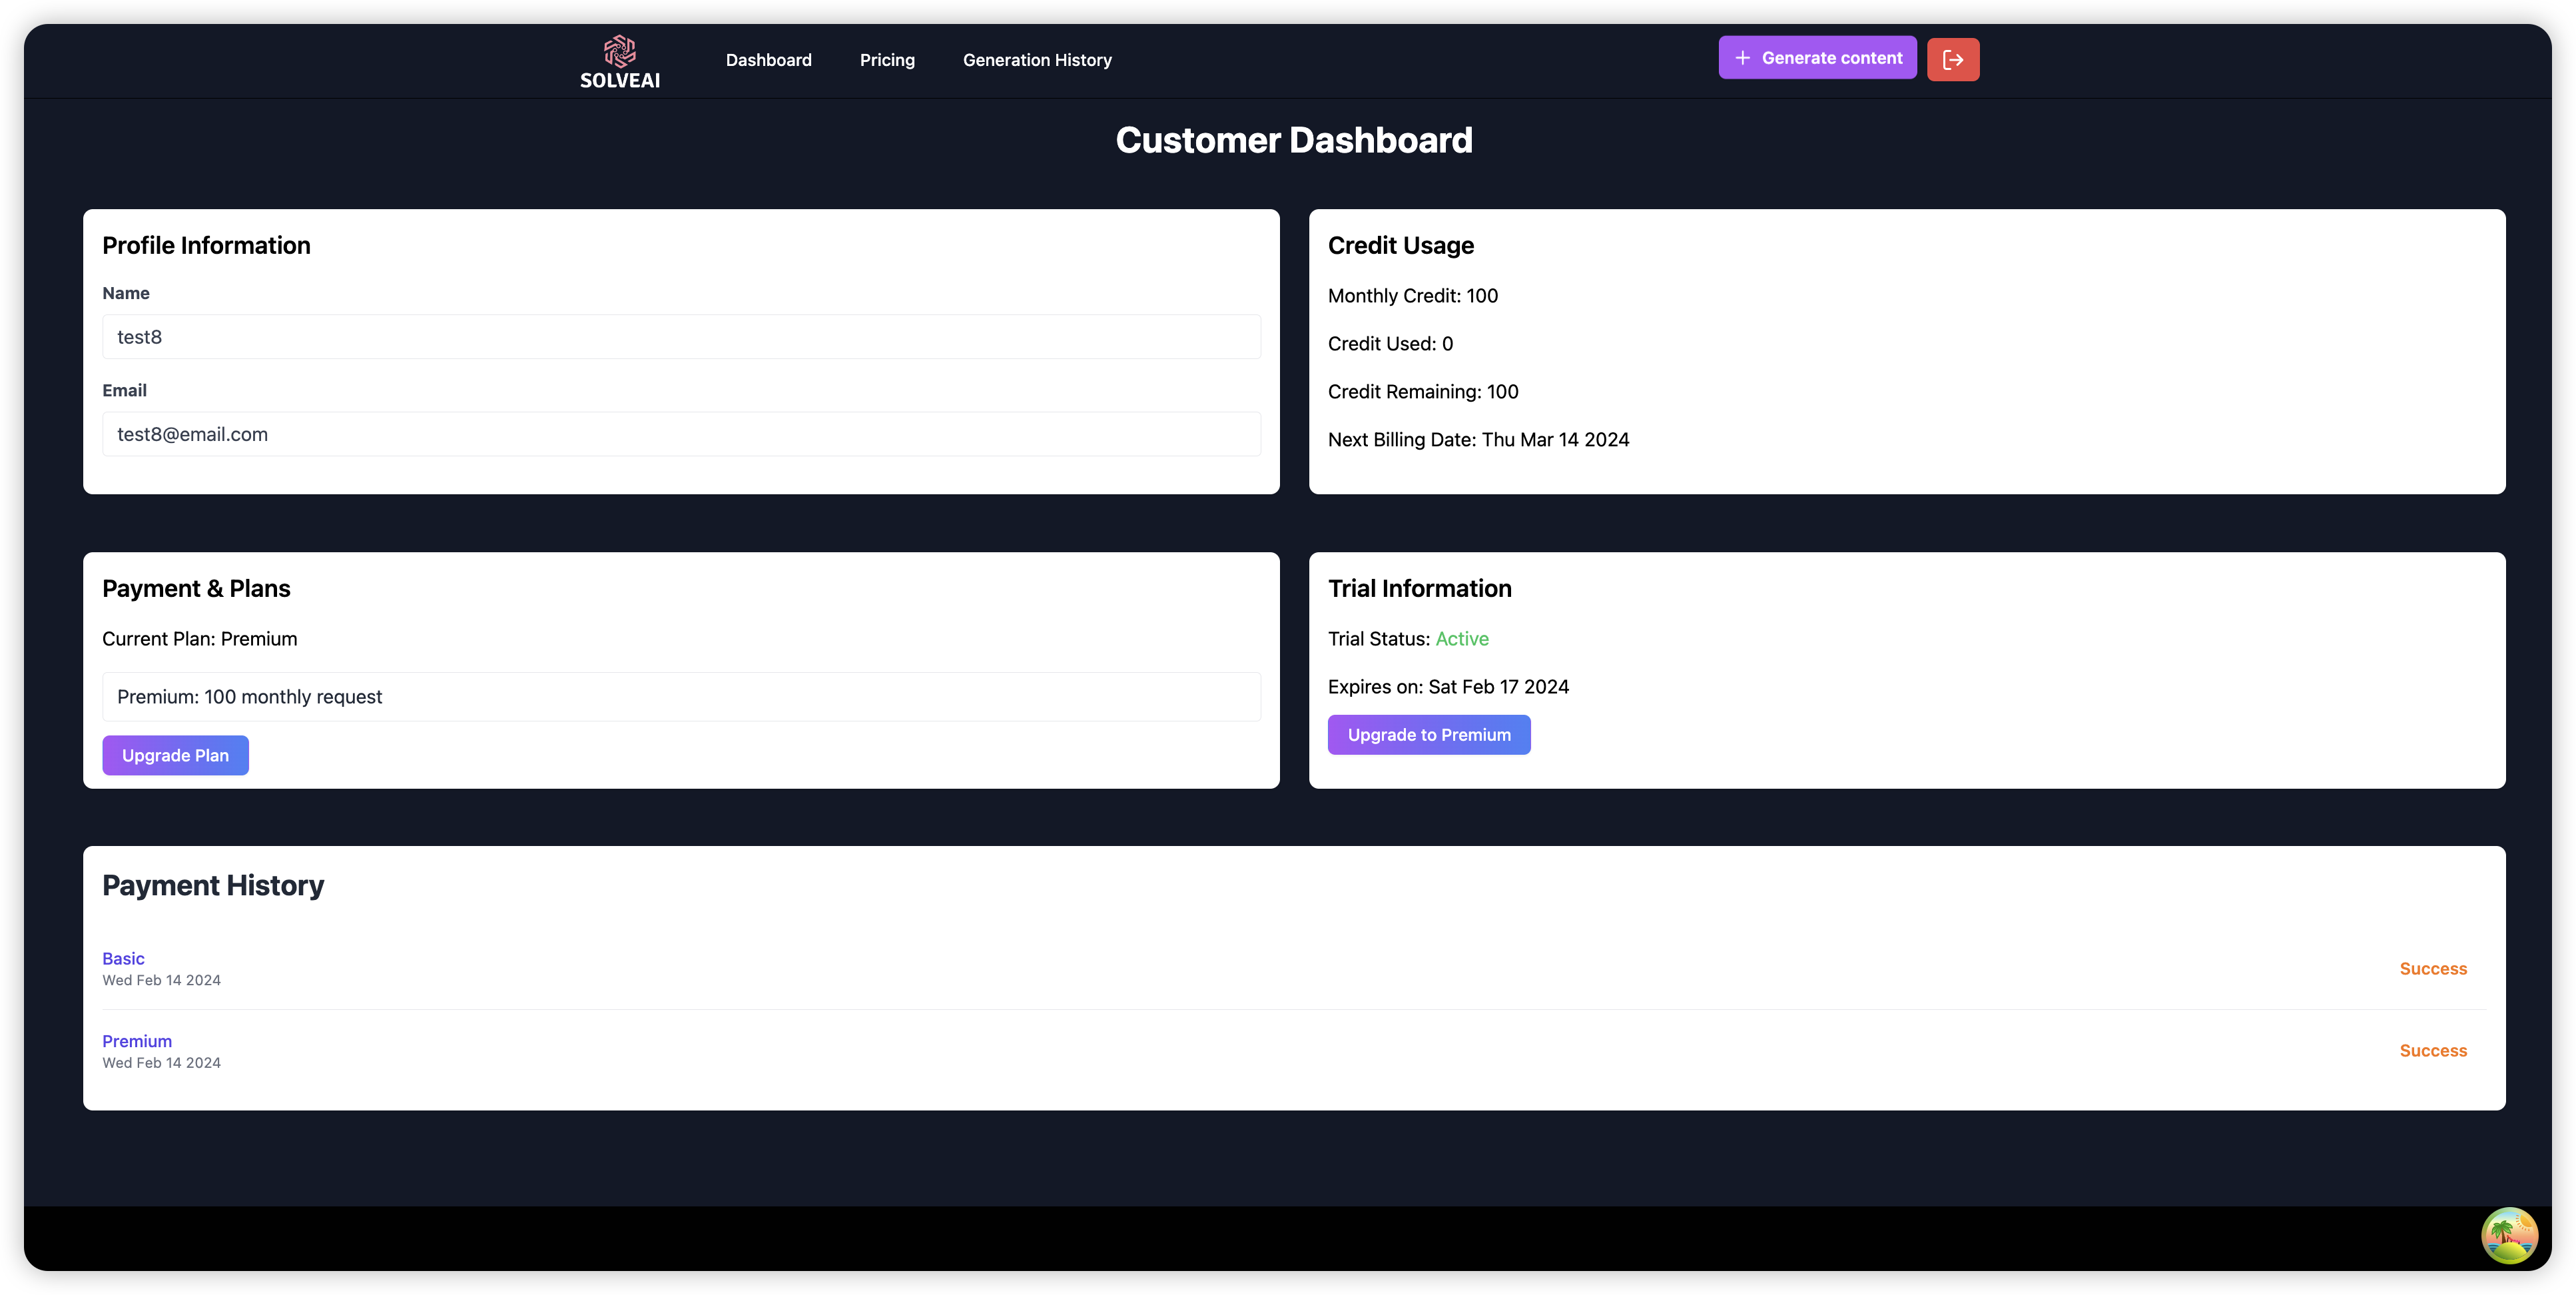 SOLVEAI
Dashboard
Pricing
Generation History
Generate content
Customer Dashboard
Profile Information
Name
test8
Email
test8@email.com
Credit Usage
Monthly Credit: 100
Credit Used: 0
Credit Remaining: 100
Next Billing Date: Thu Mar 14 2024
Payment & Plans
Current Plan: Premium
Premium: 100 monthly request
Upgrade Plan
Trial Information
Trial Status: Active
Expires on: Sat Feb 17 2024
Upgrade to Premium
Payment History
Basic
Wed Feb 14 2024
Success
Premium
Wed Feb 14 2024
Success